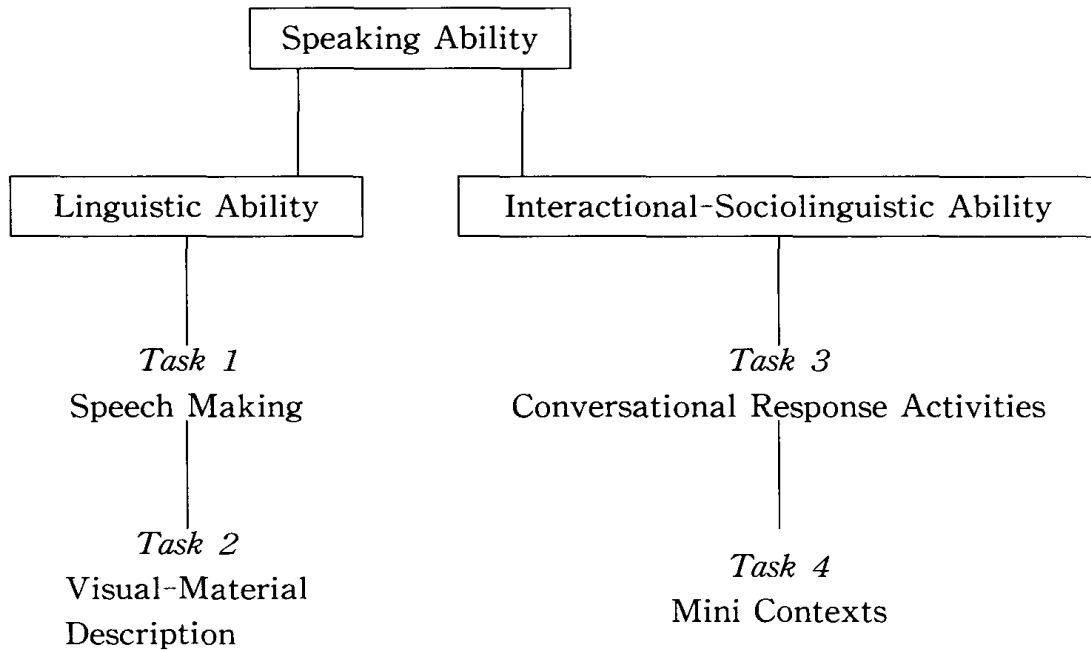 Speaking Ability
Linguistic Ability
Interactional-Sociolinguistic Ability
Task 1
Speech Making
Task 3
Conversational Response Activities
Task 2
Visual-Material
Description
Task 4
Mini Contexts